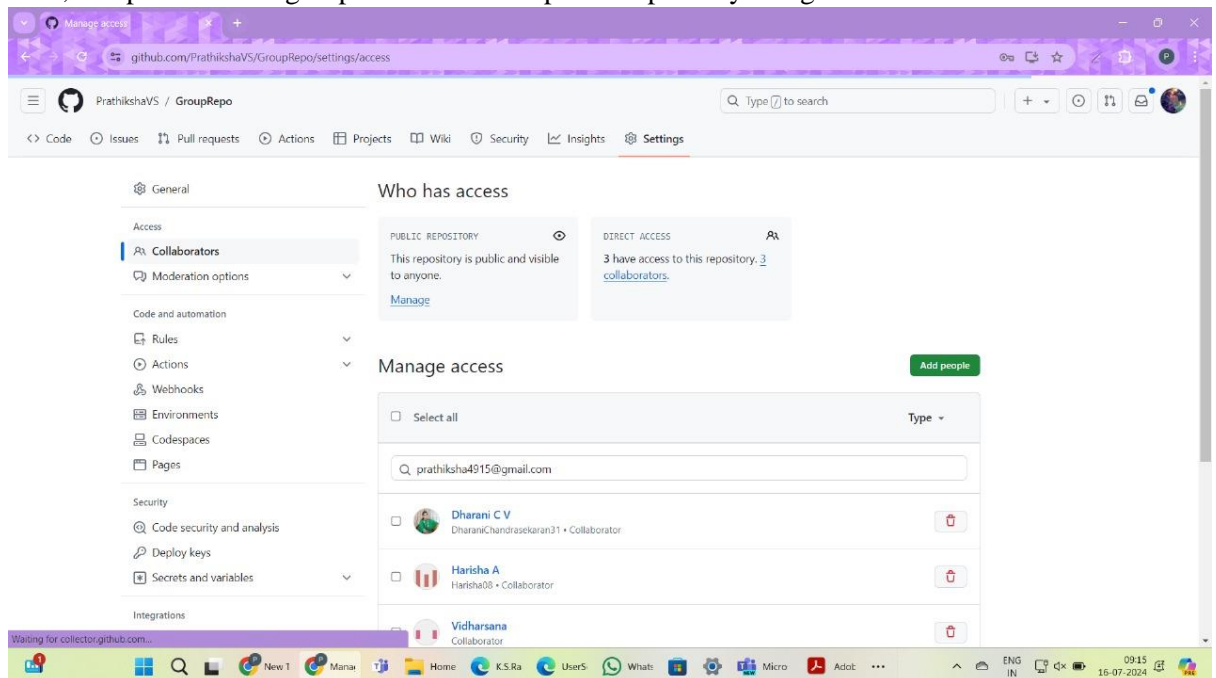 Manage access
github.com/PrathikshaVS/GroupRepo/settings/access
P
PrathikshaVS / GroupRepo
Type / to search
<> Code Issues Pull requests Actions Projects Wiki Security Insights Settings
General
Access
Collaborators
Moderation options
Code and automation
Rules
Actions
Webhooks
Environments
Codespaces
Pages
Security
Code security and analysis
Deploy keys
Secrets and variables
Integrations
Who has access
PUBLIC REPOSITORY
This repository is public and visible
to anyone.
Manage
DIRECT ACCESS
3 have access to this repository. 3
collaborators.
Manage access
Add people
Select all
Type
prathiksha4915@gmail.com
Dharani C V
DharaniChandrasekaran31 • Collaborator
Harisha A
Harisha08 • Collaborator
Vidharsana
Collaborator
Waiting for collector.github.com...
New T Mana Home K.S.Ra UserS Whats Micro Adob
ENG
IN
09:15
16-07-2024